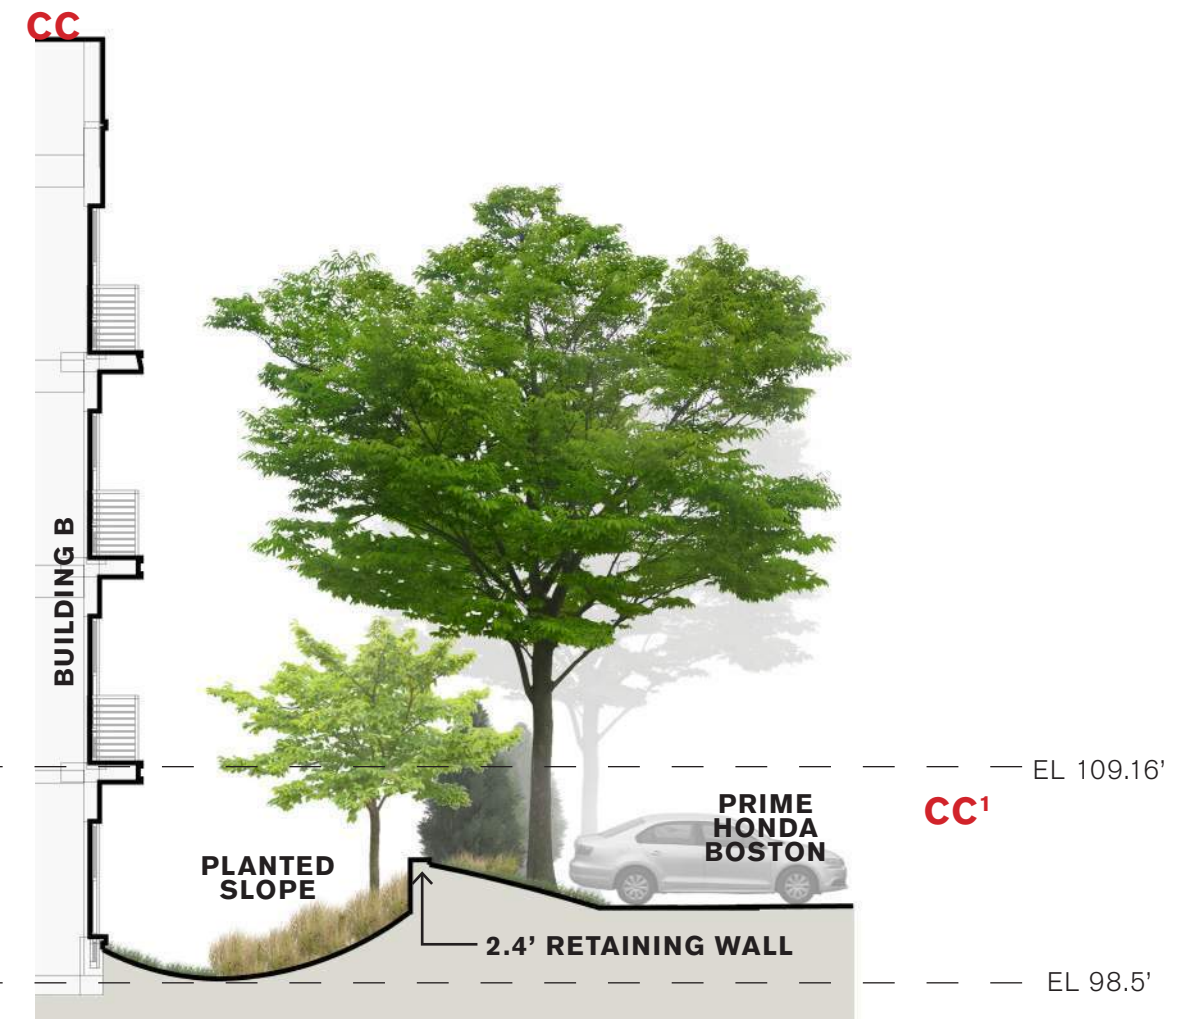 CC
BUILDING B
EL 109.16’
CC¹
PRIME
HONDA
BOSTON
PLANTED
SLOPE
2.4’ RETAINING WALL
EL 98.5’